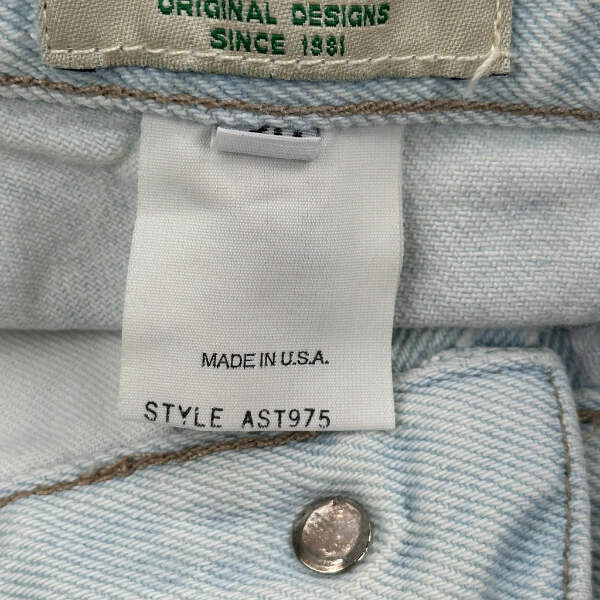 ORIGINAL DESIGNS
SINCE 1981
MADE IN U.S.A.
STYLE AST975